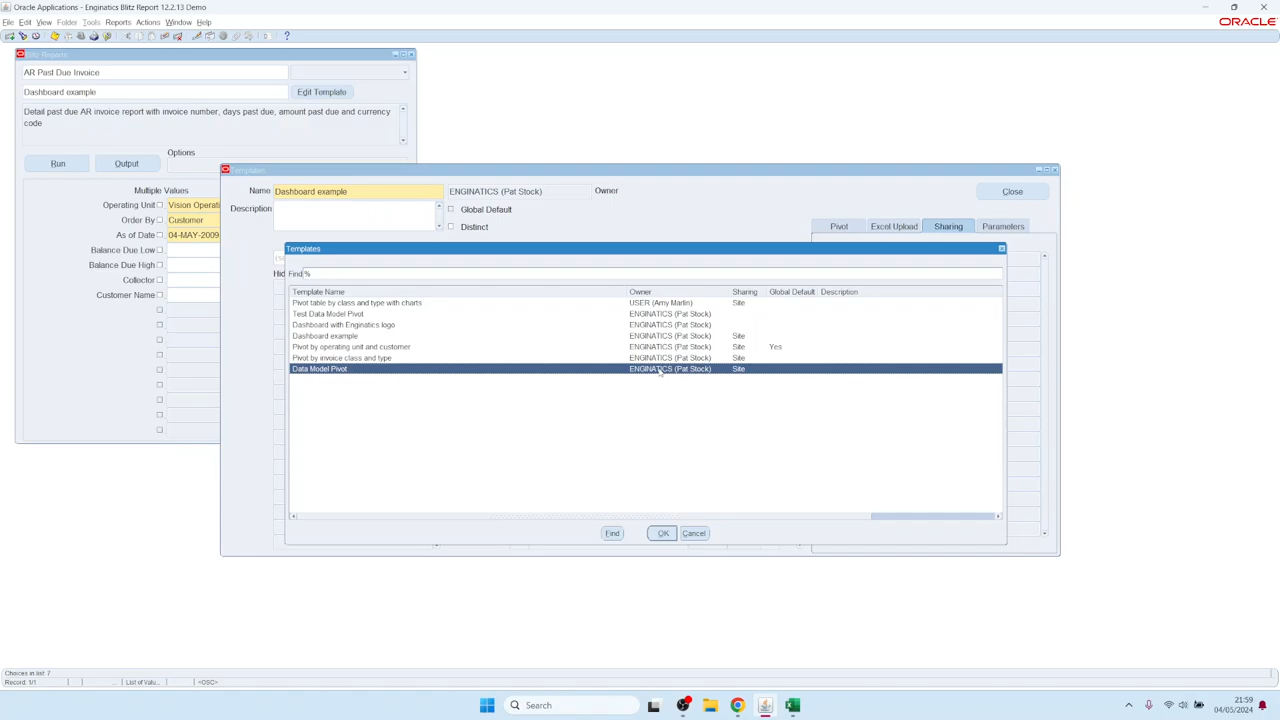 Oracle Applications - Enginatics Blitz Report 12.2.13 Demo
File Edit View Folder Tools Reports Actions Window Help
ORACLE
Blitz Reports
AR Past Due Invoice
Dashboard example
Edit Template
Detail past due AR invoice report with invoice number, days past due, amount past due and currency
code
Options
Run
Output
Multiple Values
Operating Unit
Vision Operati
Order By
Customer
As of Date
04-MAY-2009
Balance Due Low
Balance Due High
Collector
Customer Name
Templates
Name
Dashboard example
ENGINATICS (Pat Stock)
Owner
Close
Description
Global Default
Distinct
Pivot
Excel Upload
Sharing
Parameters
Templates
Find %
Template Name Owner Sharing Global Default Description
Pivot table by class and type with charts USER (Amy Marlin) Site
Test Data Model Pivot ENGINATICS (Pat Stock)
Dashboard with Enginatics logo ENGINATICS (Pat Stock)
Dashboard example ENGINATICS (Pat Stock) Site
Pivot by operating unit and customer ENGINATICS (Pat Stock) Site Yes
Pivot by invoice class and type ENGINATICS (Pat Stock) Site
Data Model Pivot ENGINATICS (Pat Stock) Site
Find
OK
Cancel
Choices in list: 7
Record: 1/1 ... List of Valu... <OSC>
Search
21:59
04/05/2024